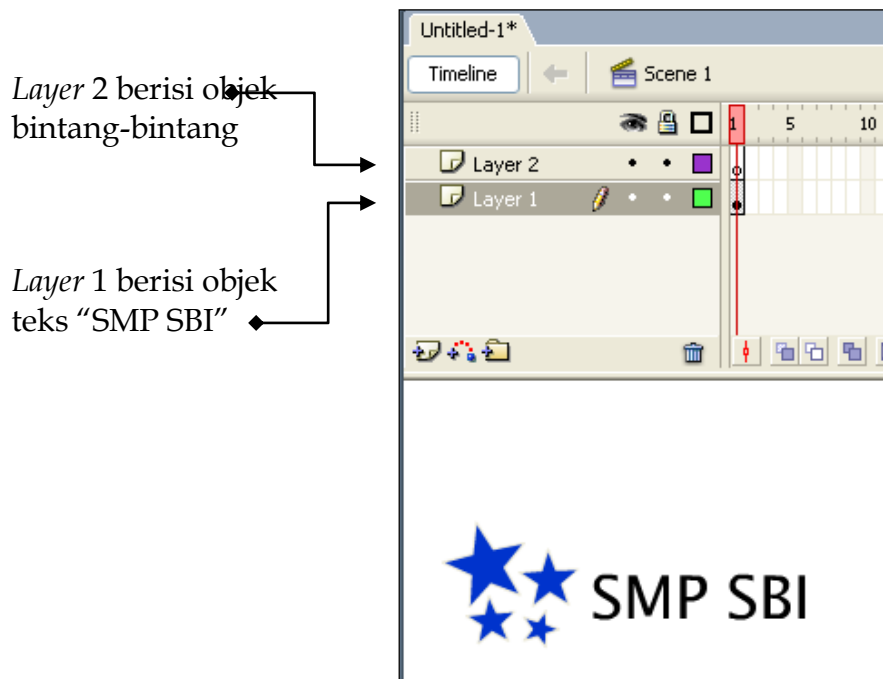 Layer 2 berisi objek
bintang-bintang
Layer 1 berisi objek
teks “SMP SBI”
Untitled-1*
Timeline
Scene 1
1 5 10
Layer 2
Layer 1
SMP SBI